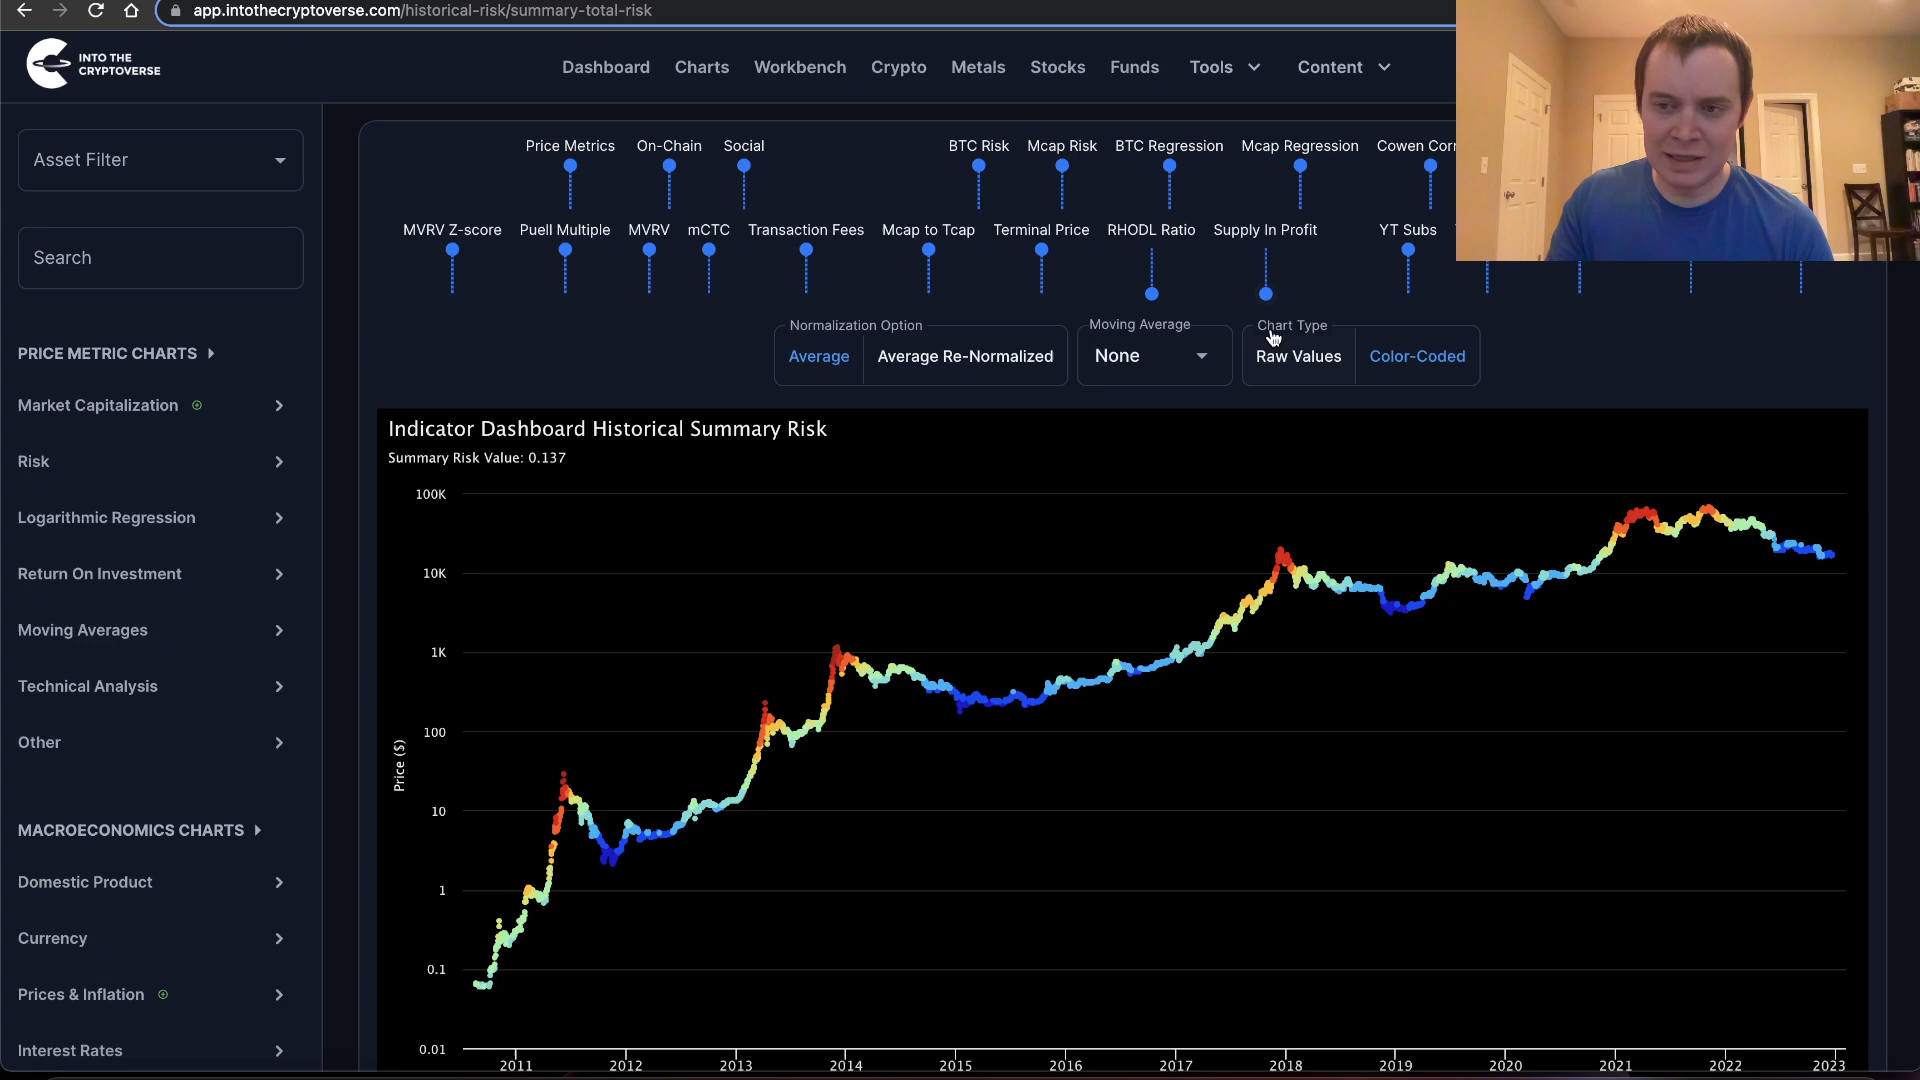 app.intothecryptoverse.com/historical-risk/summary-total-risk
INTO THE
CRYPTOVERSE
Dashboard Charts Workbench Crypto Metals Stocks Funds Tools Content
Asset Filter
Search
PRICE METRIC CHARTS
Market Capitalization
Risk
Logarithmic Regression
Return On Investment
Moving Averages
Technical Analysis
Other
MACROECONOMICS CHARTS
Domestic Product
Currency
Prices & Inflation
Interest Rates
Price Metrics On-Chain Social BTC Risk Mcap Risk BTC Regression Mcap Regression Cowen Corr
MVRV Z-score Puell Multiple MVRV mCTC Transaction Fees Mcap to Tcap Terminal Price RHODL Ratio Supply In Profit YT Subs
Normalization Option Moving Average Chart Type
Average Average Re-Normalized None Raw Values Color-Coded
Indicator Dashboard Historical Summary Risk
Summary Risk Value: 0.137
100K
10K
1K
100
10
1
0.1
0.01
Price ($)
2011 2012 2013 2014 2015 2016 2017 2018 2019 2020 2021 2022 2023